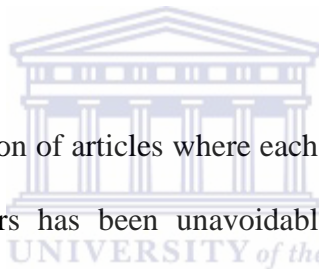 on of articles where each
rs has been unavoidabl
UNIVERSITY of the